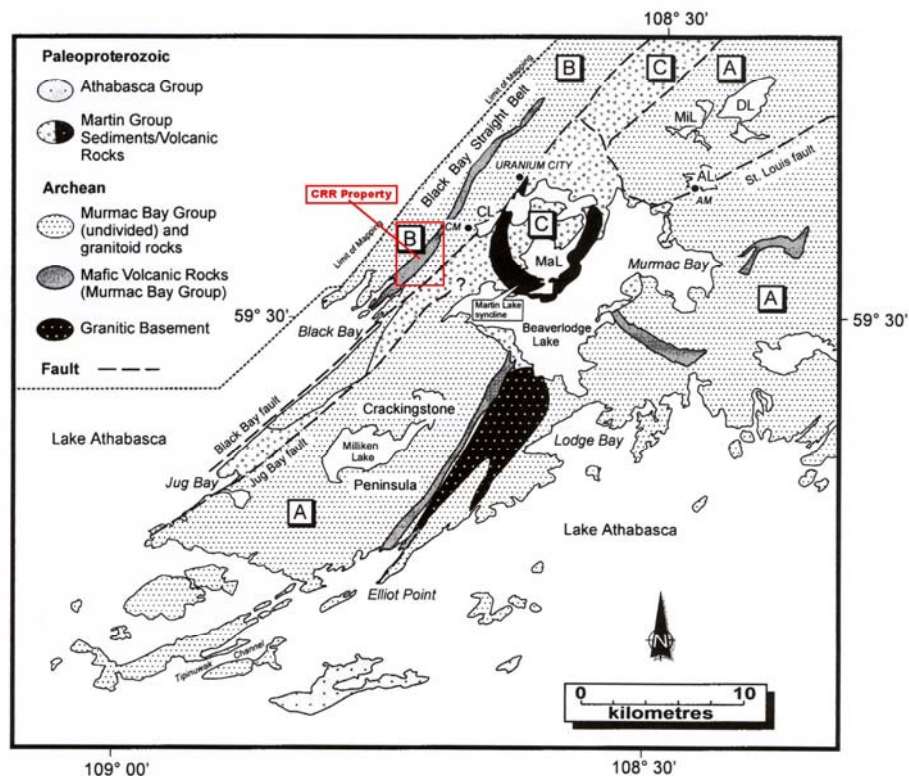 108° 30'
Paleoproterozoic
Athabasca Group
Martin Group
Sediments/Volcanic
Rocks
Archean
Murmac Bay Group
(undivided) and
granitoid rocks
Mafic Volcanic Rocks
(Murmac Bay Group)
Granitic Basement
Fault
Limit of Mapping
Black Bay Straight Belt
B
C
A
MiL
DL
URANIUM CITY
AL
AM
St. Louis fault
CRR Property
Limit of Mapping
B
CM
CL
C
MaL
Murmac Bay
A
?
Martin Lake
syncline
59° 30'
59° 30'
Black Bay
Beaverlodge
Lake
Black Bay fault
Crackingstone
Milliken
Lake
Lodge Bay
Lake Athabasca
Jug Bay
Jug Bay fault
Peninsula
A
Lake Athabasca
Elliot Point
Tipinuwak Channel
N
0 10
kilometres
109° 00'
108° 30'